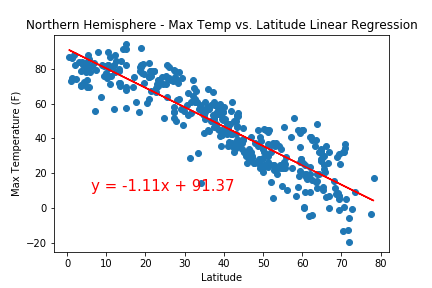 Northern Hemisphere - Max Temp vs. Latitude Linear Regression
80
60
40
20
0
−20
Max Temperature (F)
y = -1.11x + 91.37
0 10 20 30 40 50 60 70 80
Latitude